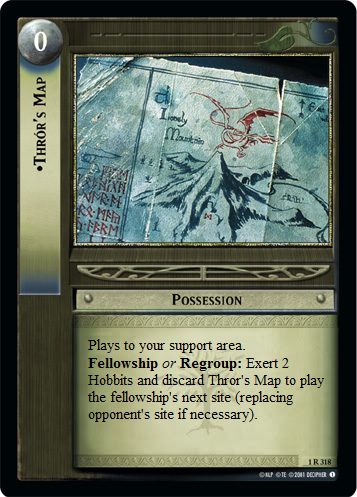 0
•THRÓR'S MAP
Lonely
Mountain
POSSESSION
Plays to your support area.
Fellowship or Regroup: Exert 2
Hobbits and discard Thror's Map to play
the fellowship's next site (replacing
opponent's site if necessary).
1 R 318
©NLP ©TE ©2001 DECIPHER 1